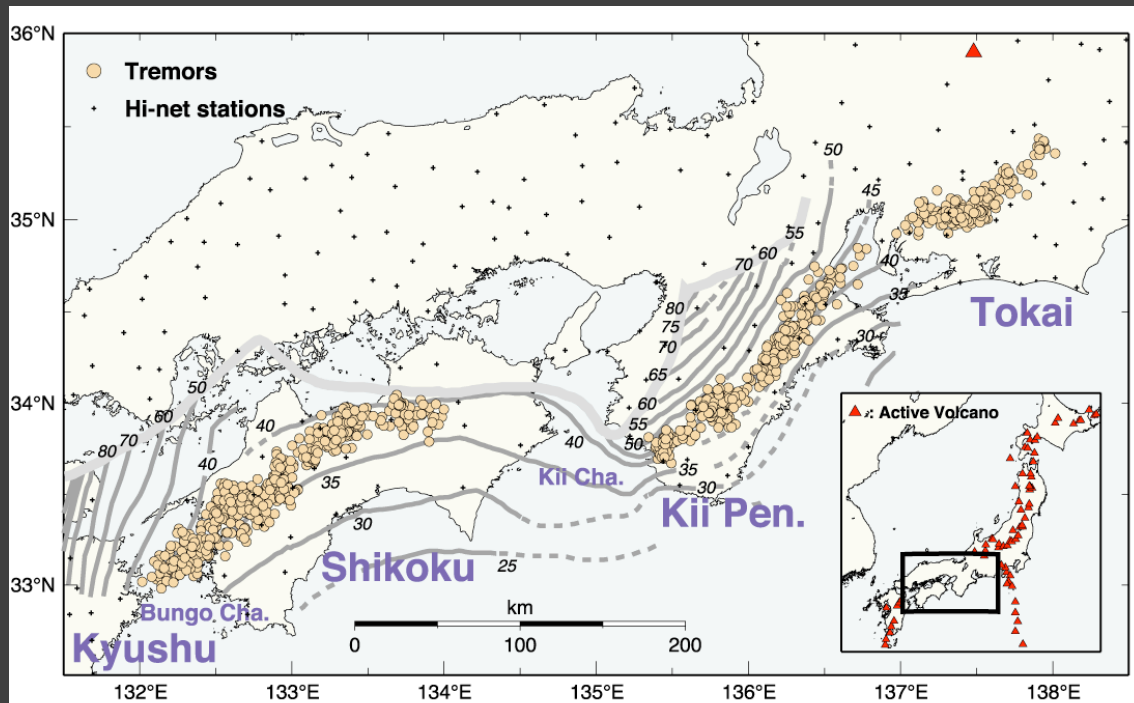 36°N
35°N
34°N
33°N
Tremors
Hi-net stations
50
45
55
60
70
40
35
80
75
70
30
65
60
55
50
35
30
Tokai
50
60
70
80
40
40
35
30
25
40
Kii Cha.
Kii Pen.
Shikoku
Bungo Cha.
Kyushu
km
0 100 200
Active Volcano
132°E 133°E 134°E 135°E 136°E 137°E 138°E